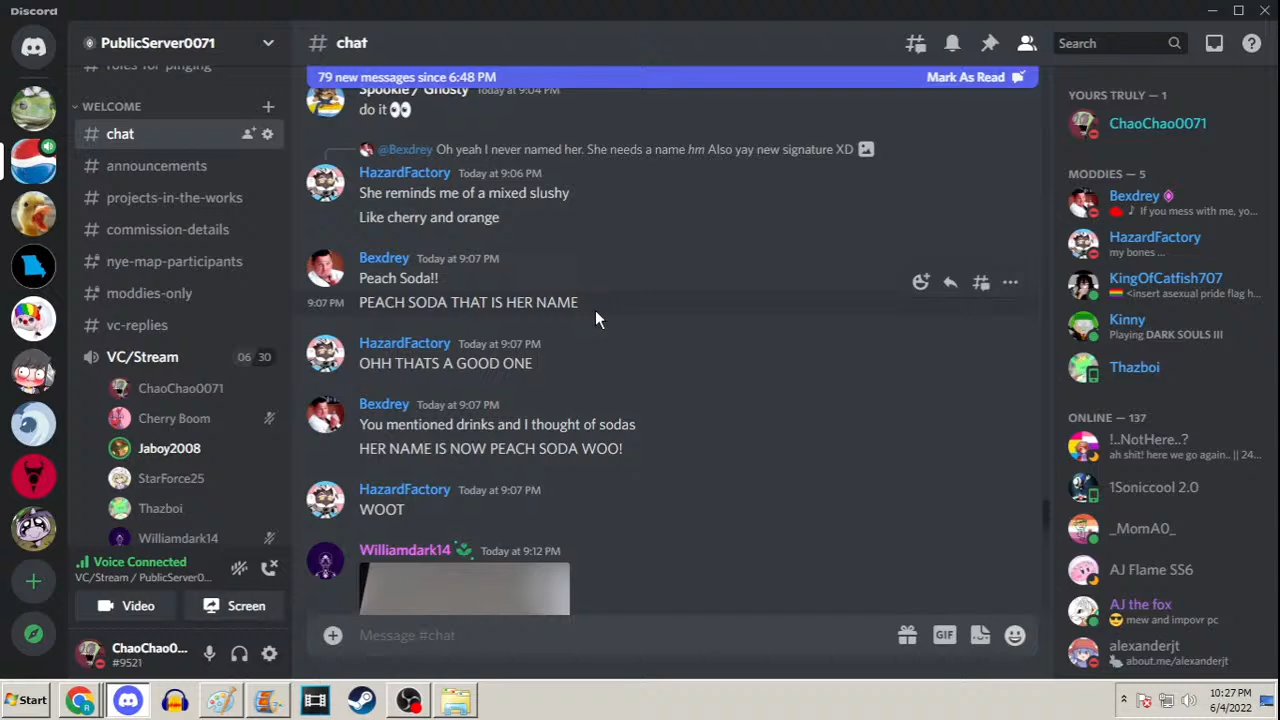 Discord
PublicServer0071
roles for pinging
WELCOME
chat
announcements
projects-in-the-works
commission-details
nye-map-participants
moddies-only
vc-replies
VC/Stream 06 30
ChaoChao0071
Cherry Boom
Jaboy2008
StarForce25
Thazboi
Williamdark14
Voice Connected
VC/Stream / PublicServer0...
Video Screen
ChaoCha0...
#9521
# chat
Search
79 new messages since 6:48 PM Mark As Read
Spookie / Ghosty Today at 9:04 PM
do it👀
@Bexdrey Oh yeah I never named her. She needs a name hm Also yay new signature XD
HazardFactory Today at 9:06 PM
She reminds me of a mixed slushy
Like cherry and orange
Bexdrey Today at 9:07 PM
Peach Soda!!
9:07 PM PEACH SODA THAT IS HER NAME
HazardFactory Today at 9:07 PM
OHH THATS A GOOD ONE
Bexdrey Today at 9:07 PM
You mentioned drinks and I thought of sodas
HER NAME IS NOW PEACH SODA WOO!
HazardFactory Today at 9:07 PM
WOOT
Williamdark14 Today at 9:12 PM
Message #chat
GIF
YOURS TRULY — 1
ChaoChao0071
MODDIES — 5
Bexdrey
🍅 ♪ If you mess with me, yo...
HazardFactory
my bones ...
KingOfCatfish707
<insert asexual pride flag h...
Kinny
Playing DARK SOULS III
Thazboi
ONLINE — 137
!..NotHere..?
ah shit! here we go again.. || 24...
1Soniccool 2.0
_MomA0_
AJ Flame SS6
AJ the fox
😎 mew and impovr pc
alexanderjt
about.me/alexanderjt
Start
10:27 PM
6/4/2022